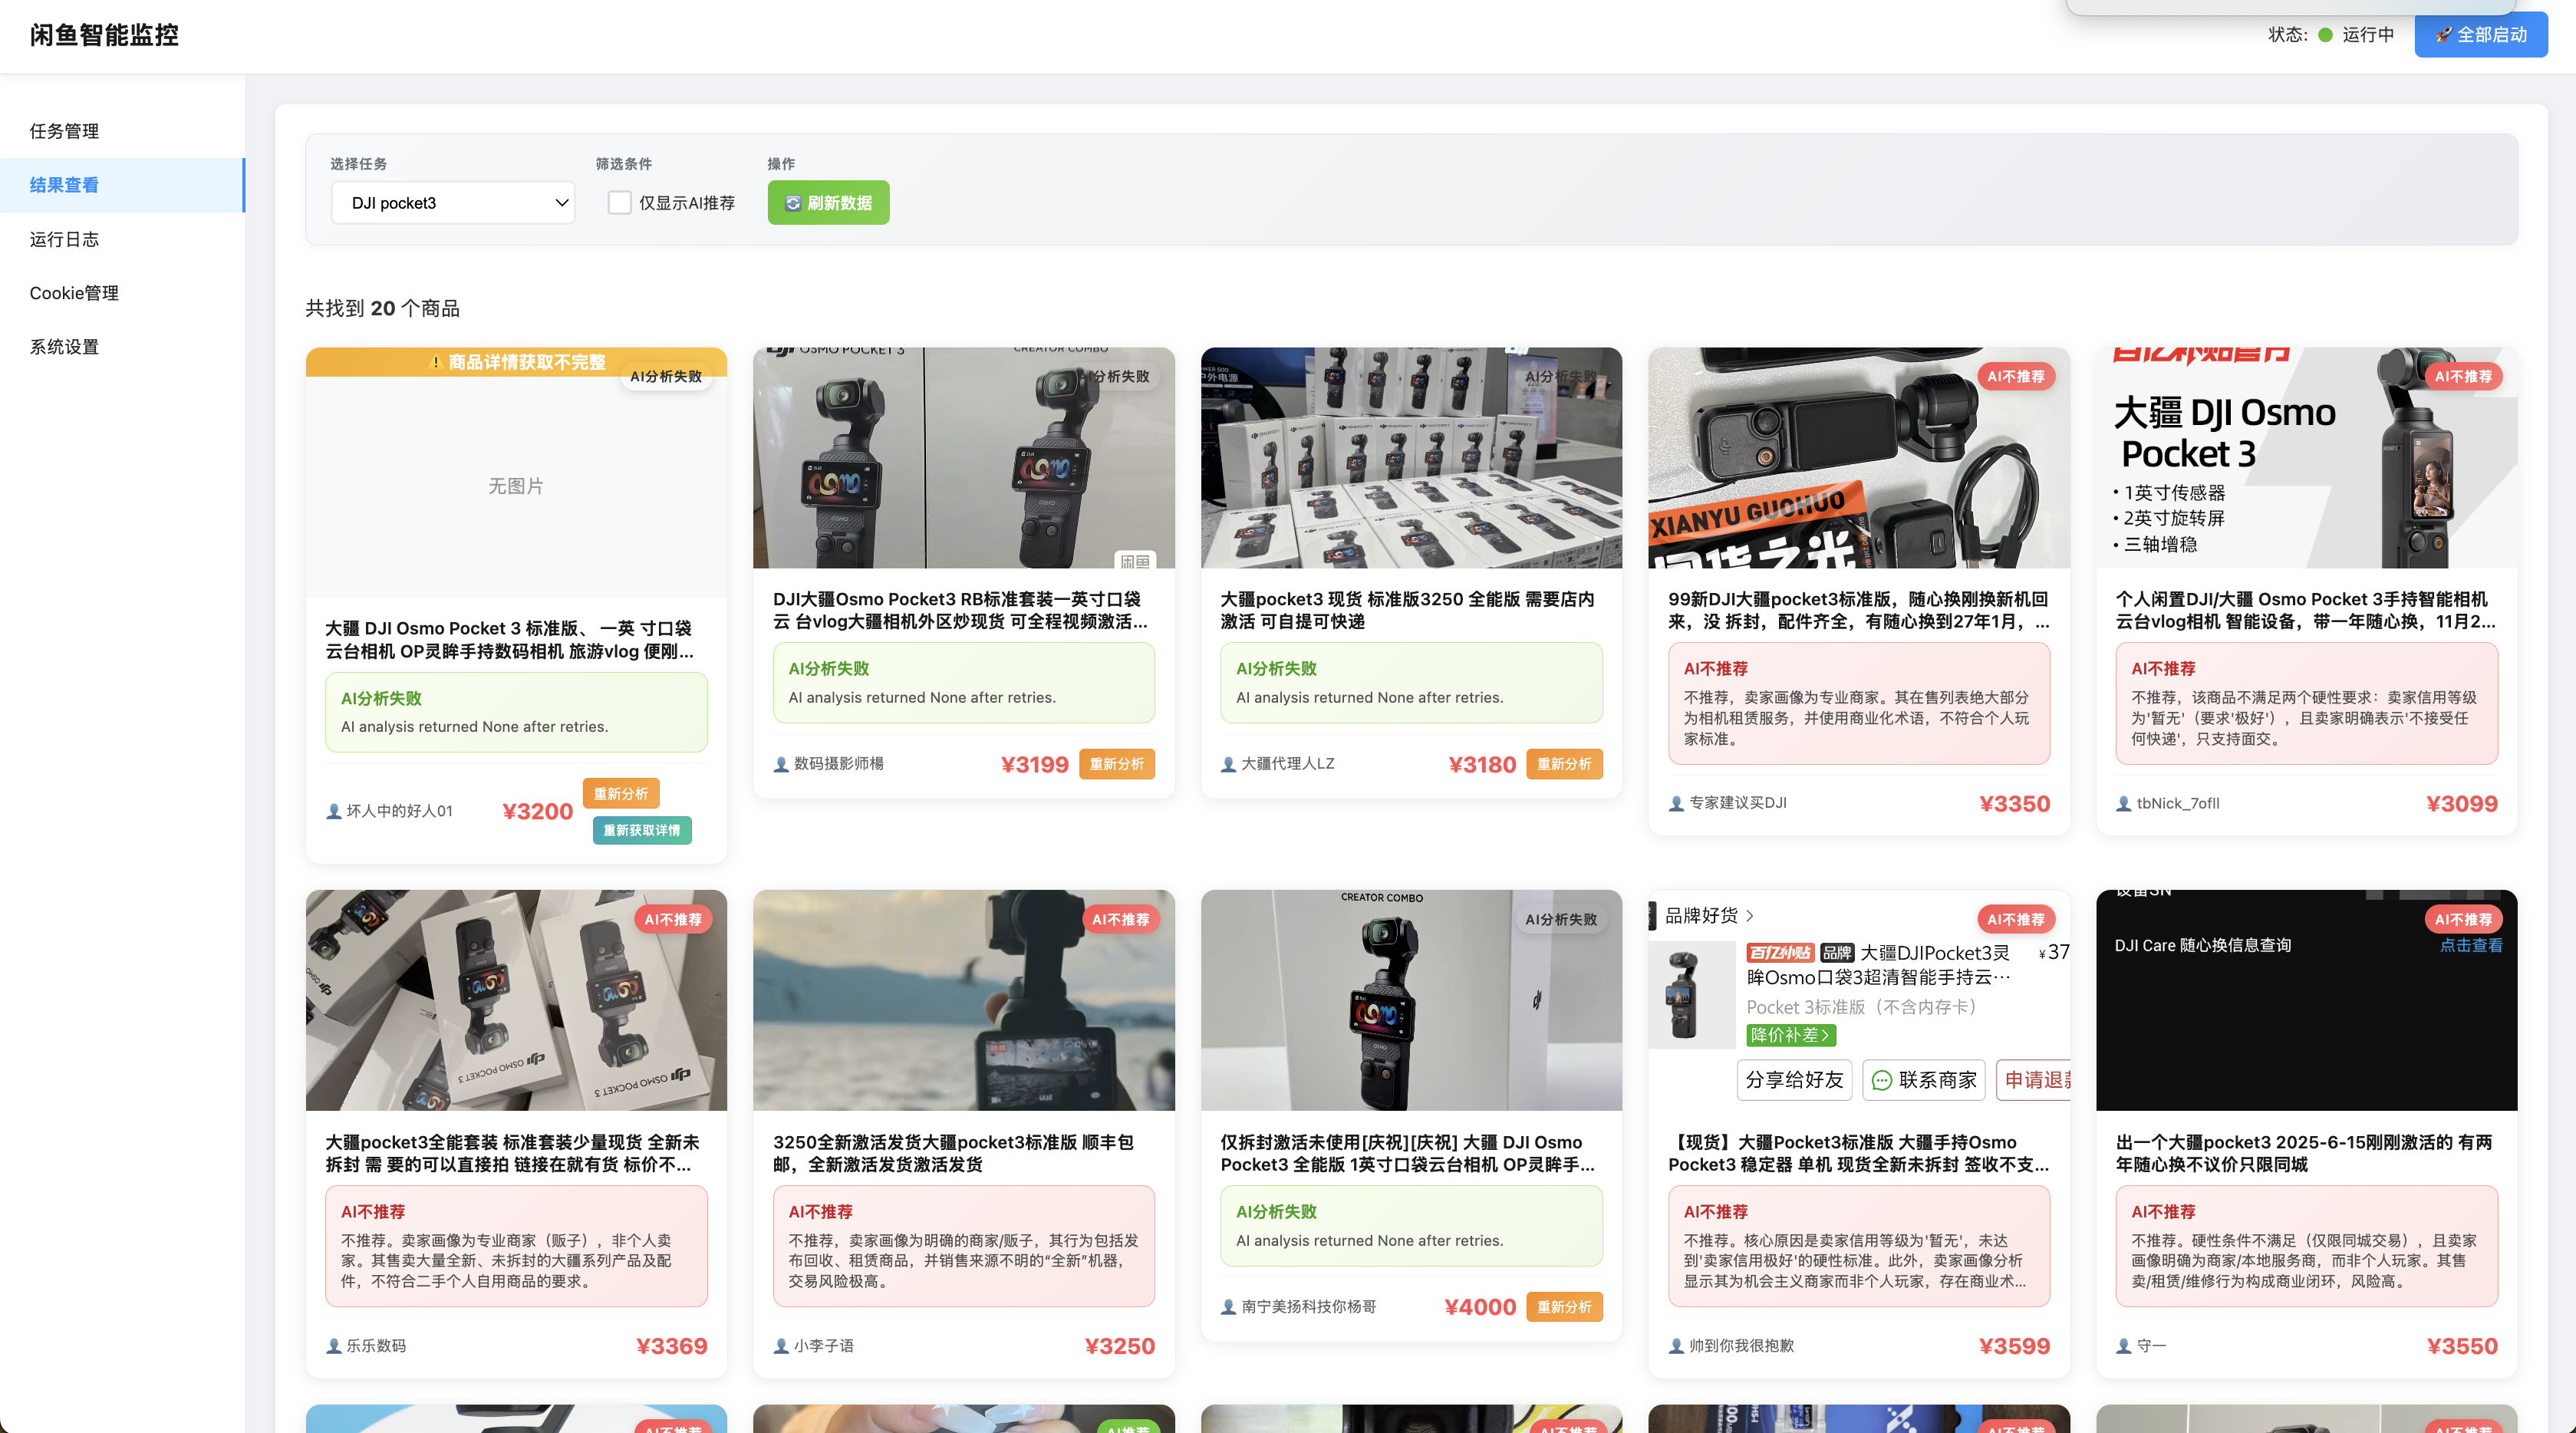 闲鱼智能监控
状态: 运行中
🚀 全部启动
任务管理
结果查看
运行日志
Cookie管理
系统设置
选择任务
DJI pocket3
筛选条件
仅显示AI推荐
操作
刷新数据
共找到 20 个商品
⚠️ 商品详情获取不完整
AI分析失败
无图片
大疆 DJI Osmo Pocket 3 标准版、 一英 寸口袋
云台相机 OP灵眸手持数码相机 旅游vlog 便刚...
AI分析失败
AI analysis returned None after retries.
坏人中的好人01
¥3200
重新分析
重新获取详情
OSMO POCKET 3
CREATOR COMBO
AI分析失败
DJI大疆Osmo Pocket3 RB标准套装一英寸口袋
云 台vlog大疆相机外区炒现货 可全程视频激活...
AI分析失败
AI analysis returned None after retries.
数码摄影师楊
¥3199
重新分析
AI分析失败
大疆pocket3 现货 标准版3250 全能版 需要店内
激活 可自提可快递
AI分析失败
AI analysis returned None after retries.
大疆代理人LZ
¥3180
重新分析
AI不推荐
XIANYU GUOHUO
99新DJI大疆pocket3标准版，随心换刚换新机回
来，没 拆封，配件齐全，有随心换到27年1月，...
AI不推荐
不推荐，卖家画像为专业商家。其在售列表绝大部分
为相机租赁服务，并使用商业化术语，不符合个人玩
家标准。
专家建议买DJI
¥3350
AI不推荐
大疆 DJI Osmo
Pocket 3
• 1英寸传感器
• 2英寸旋转屏
• 三轴增稳
个人闲置DJI/大疆 Osmo Pocket 3手持智能相机
云台vlog相机 智能设备，带一年随心换，11月2...
AI不推荐
不推荐，该商品不满足两个硬性要求：卖家信用等级
为'暂无'（要求'极好'），且卖家明确表示'不接受任
何快递'，只支持面交。
tbNick_7ofll
¥3099
AI不推荐
OSMO POCKET 3
OSMO POCKET 3
大疆pocket3全能套装 标准套装少量现货 全新未
拆封 需 要的可以直接拍 链接在就有货 标价不...
AI不推荐
不推荐。卖家画像为专业商家（贩子），非个人卖
家。其售卖大量全新、未拆封的大疆系列产品及配
件，不符合二手个人自用商品的要求。
乐乐数码
¥3369
AI不推荐
3250全新激活发货大疆pocket3标准版 顺丰包
邮，全新激活发货激活发货
AI不推荐
不推荐，卖家画像为明确的商家/贩子，其行为包括发
布回收、租赁商品，并销售来源不明的“全新”机器，
交易风险极高。
小李子语
¥3250
CREATOR COMBO
AI分析失败
仅拆封激活未使用[庆祝][庆祝] 大疆 DJI Osmo
Pocket3 全能版 1英寸口袋云台相机 OP灵眸手...
AI分析失败
AI analysis returned None after retries.
南宁美扬科技你杨哥
¥4000
重新分析
品牌好货 >
AI不推荐
百亿补贴 品牌 大疆DJIPocket3灵
眸Osmo口袋3超清智能手持云…
¥37
Pocket 3标准版（不含内存卡）
降价补差>
分享给好友
联系商家
申请退款
【现货】大疆Pocket3标准版 大疆手持Osmo
Pocket3 稳定器 单机 现货全新未拆封 签收不支...
AI不推荐
不推荐。核心原因是卖家信用等级为'暂无'，未达
到'卖家信用极好'的硬性标准。此外，卖家画像分析
显示其为机会主义商家而非个人玩家，存在商业术...
帅到你我很抱歉
¥3599
AI不推荐
DJI Care 随心换信息查询
点击查看
出一个大疆pocket3 2025-6-15刚刚激活的 有两
年随心换不议价只限同城
AI不推荐
不推荐。硬性条件不满足（仅限同城交易），且卖家
画像明确为商家/本地服务商，而非个人玩家。其售
卖/租赁/维修行为构成商业闭环，风险高。
守一
¥3550